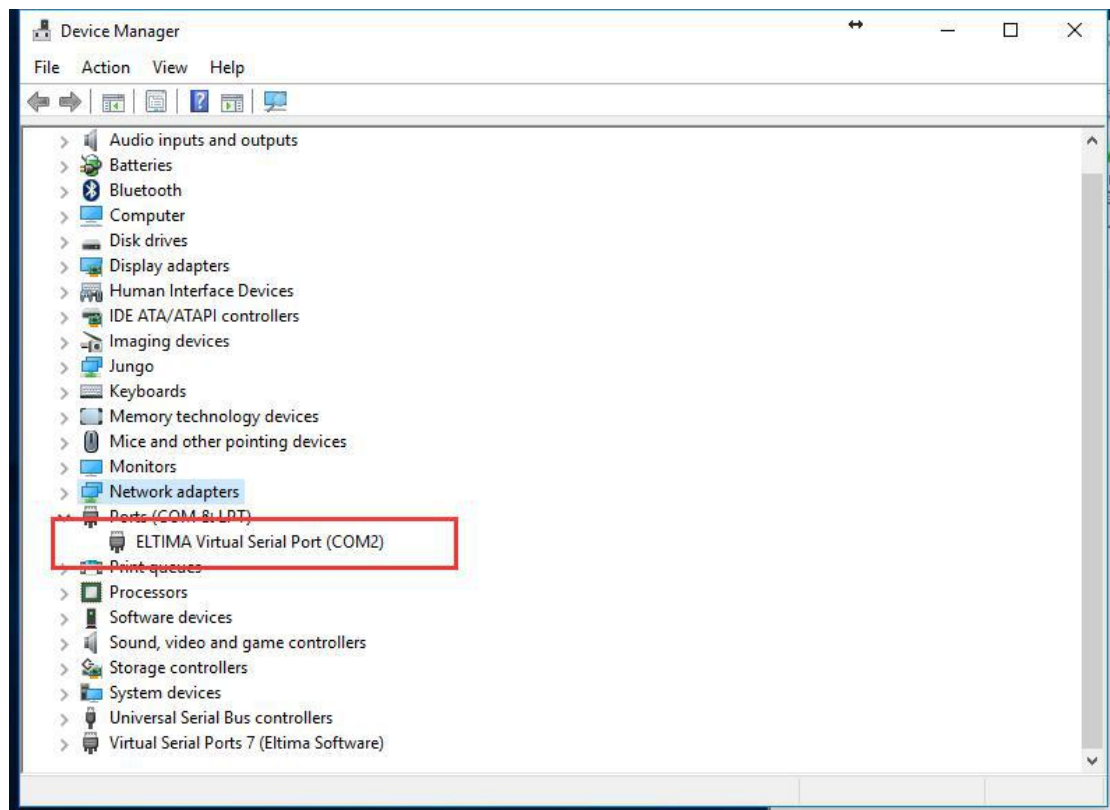 Device Manager
File Action View Help
Audio inputs and outputs
Batteries
Bluetooth
Computer
Disk drives
Display adapters
Human Interface Devices
IDE ATA/ATAPI controllers
Imaging devices
Jungo
Keyboards
Memory technology devices
Mice and other pointing devices
Monitors
Network adapters
Ports (COM & LPT)
ELTIMA Virtual Serial Port (COM2)
Print queues
Processors
Software devices
Sound, video and game controllers
Storage controllers
System devices
Universal Serial Bus controllers
Virtual Serial Ports 7 (Eltima Software)